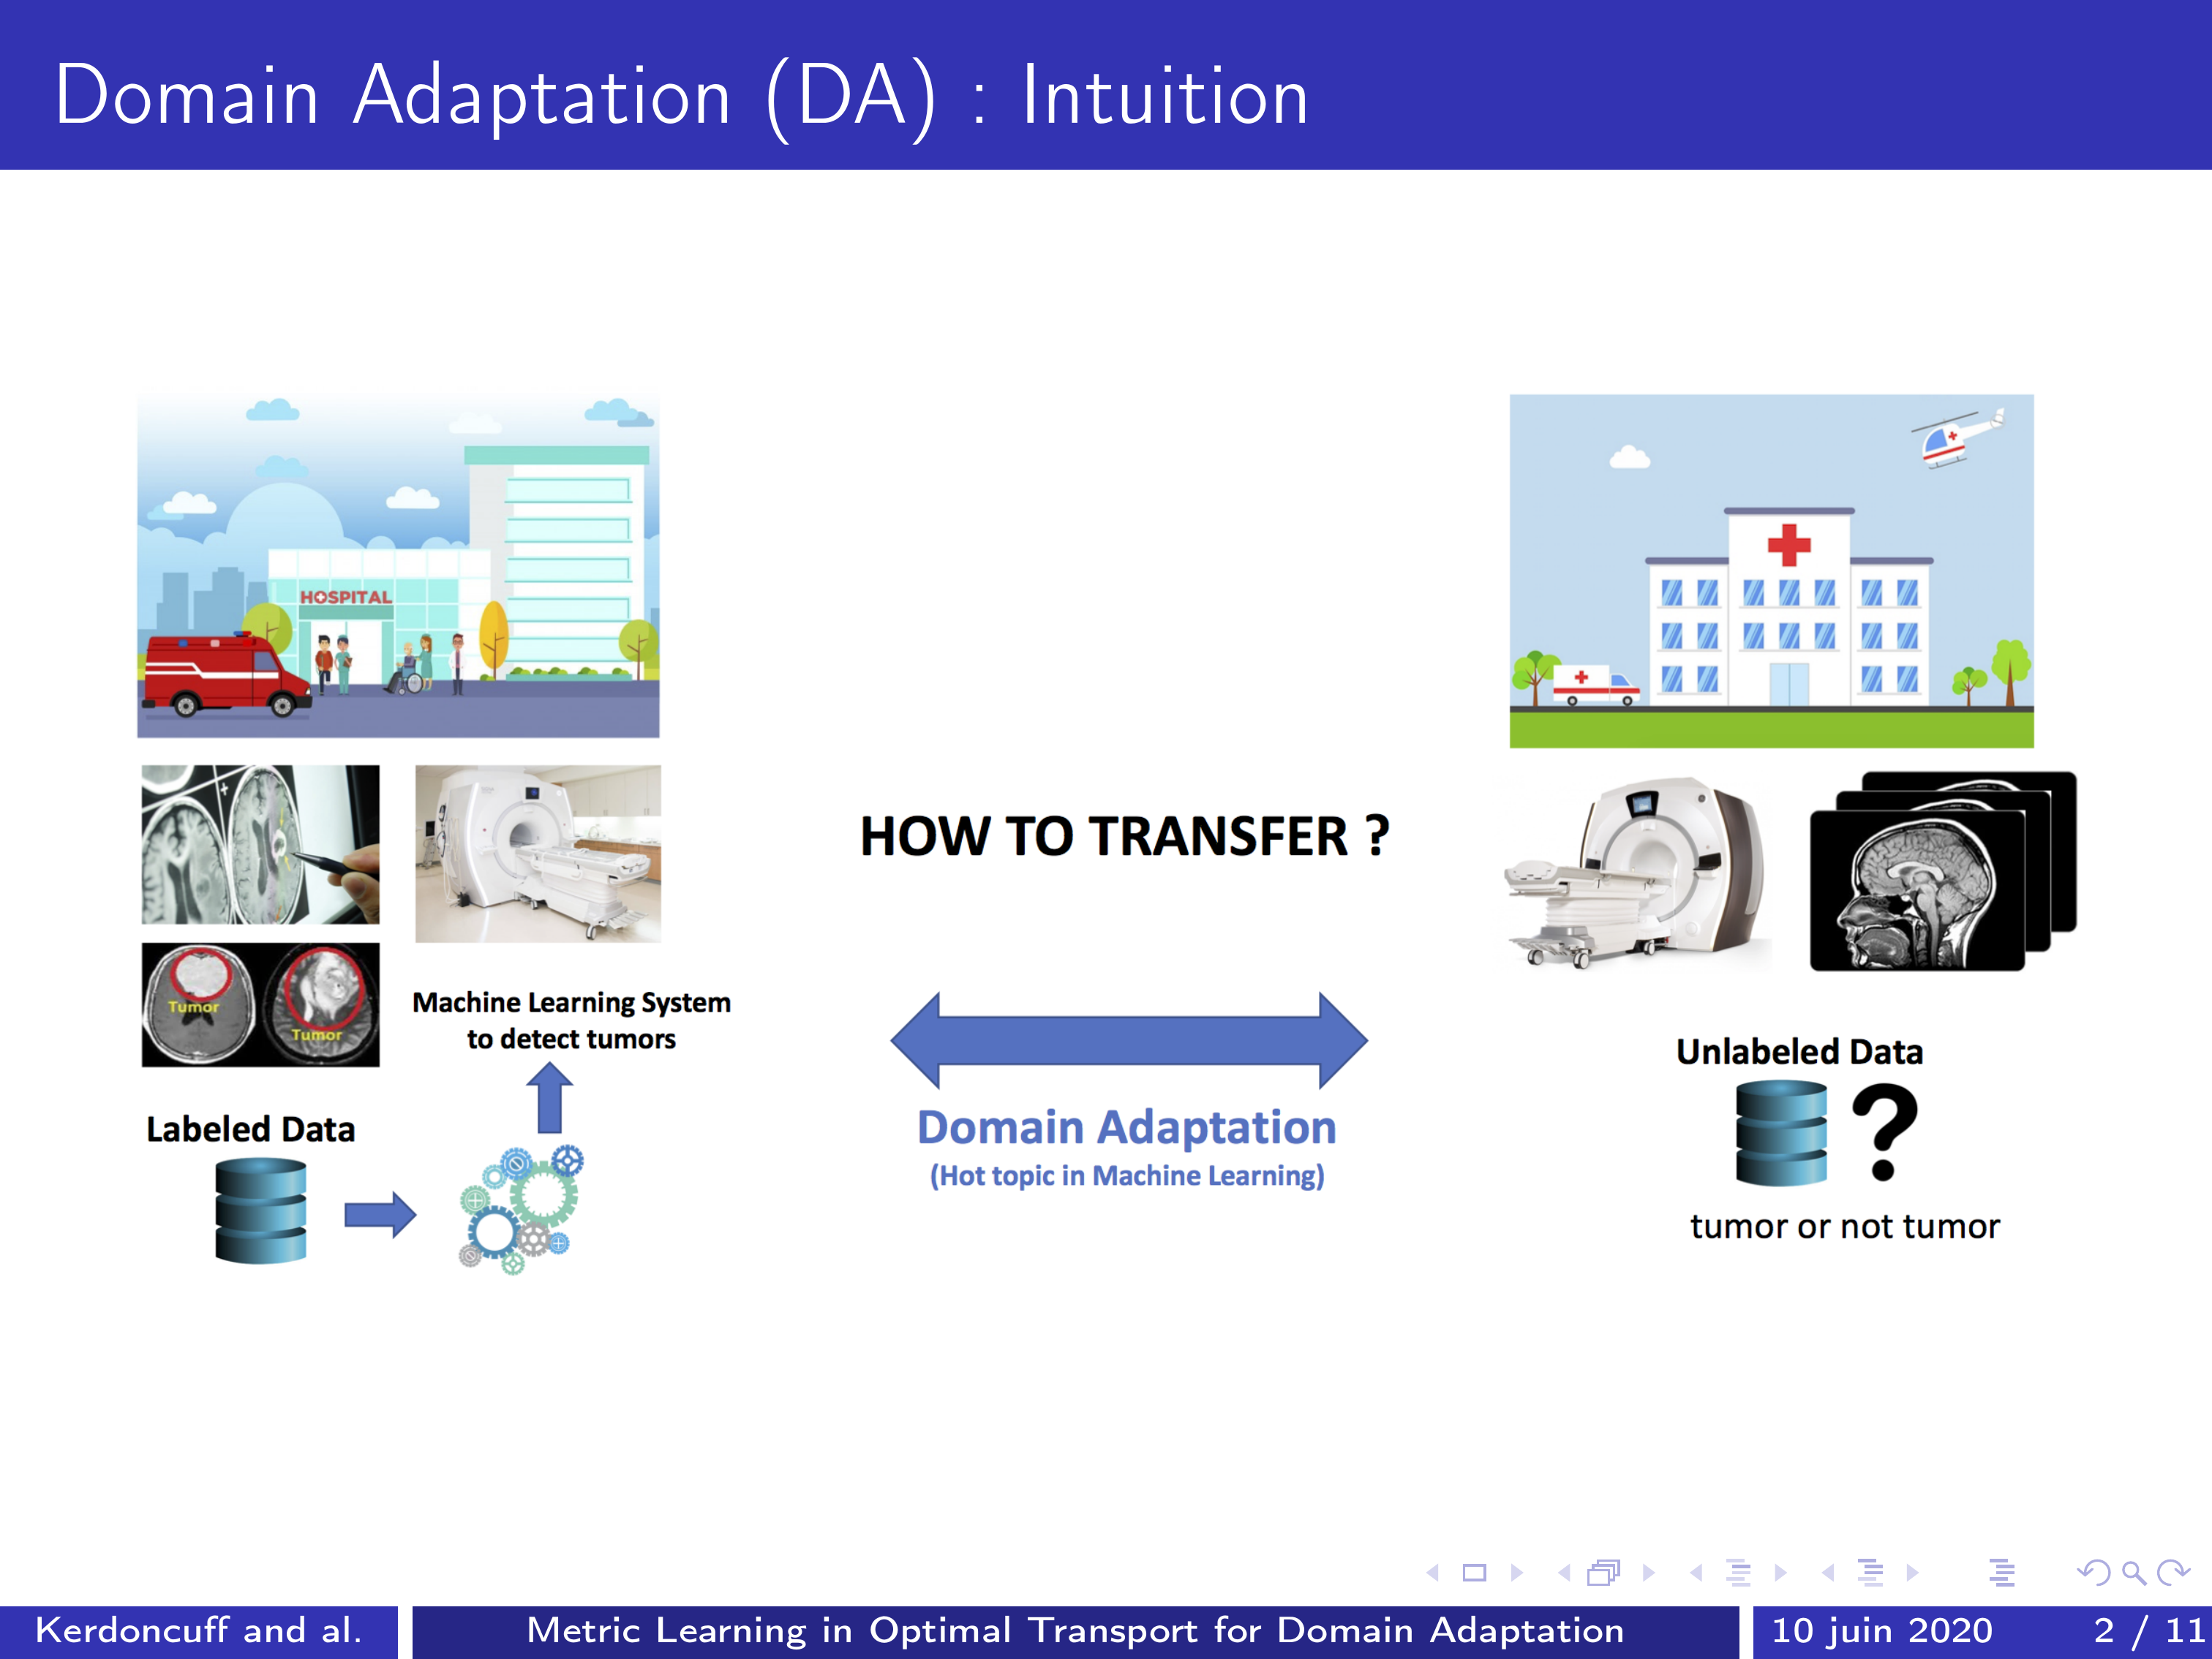 Domain Adaptation (DA) : Intuition
HOSPITAL
HOW TO TRANSFER ?
Tumor
Tumor
Machine Learning System
to detect tumors
Labeled Data
Domain Adaptation
(Hot topic in Machine Learning)
Unlabeled Data
?
tumor or not tumor
Kerdoncuff and al.
Metric Learning in Optimal Transport for Domain Adaptation
10 juin 2020
2 / 11